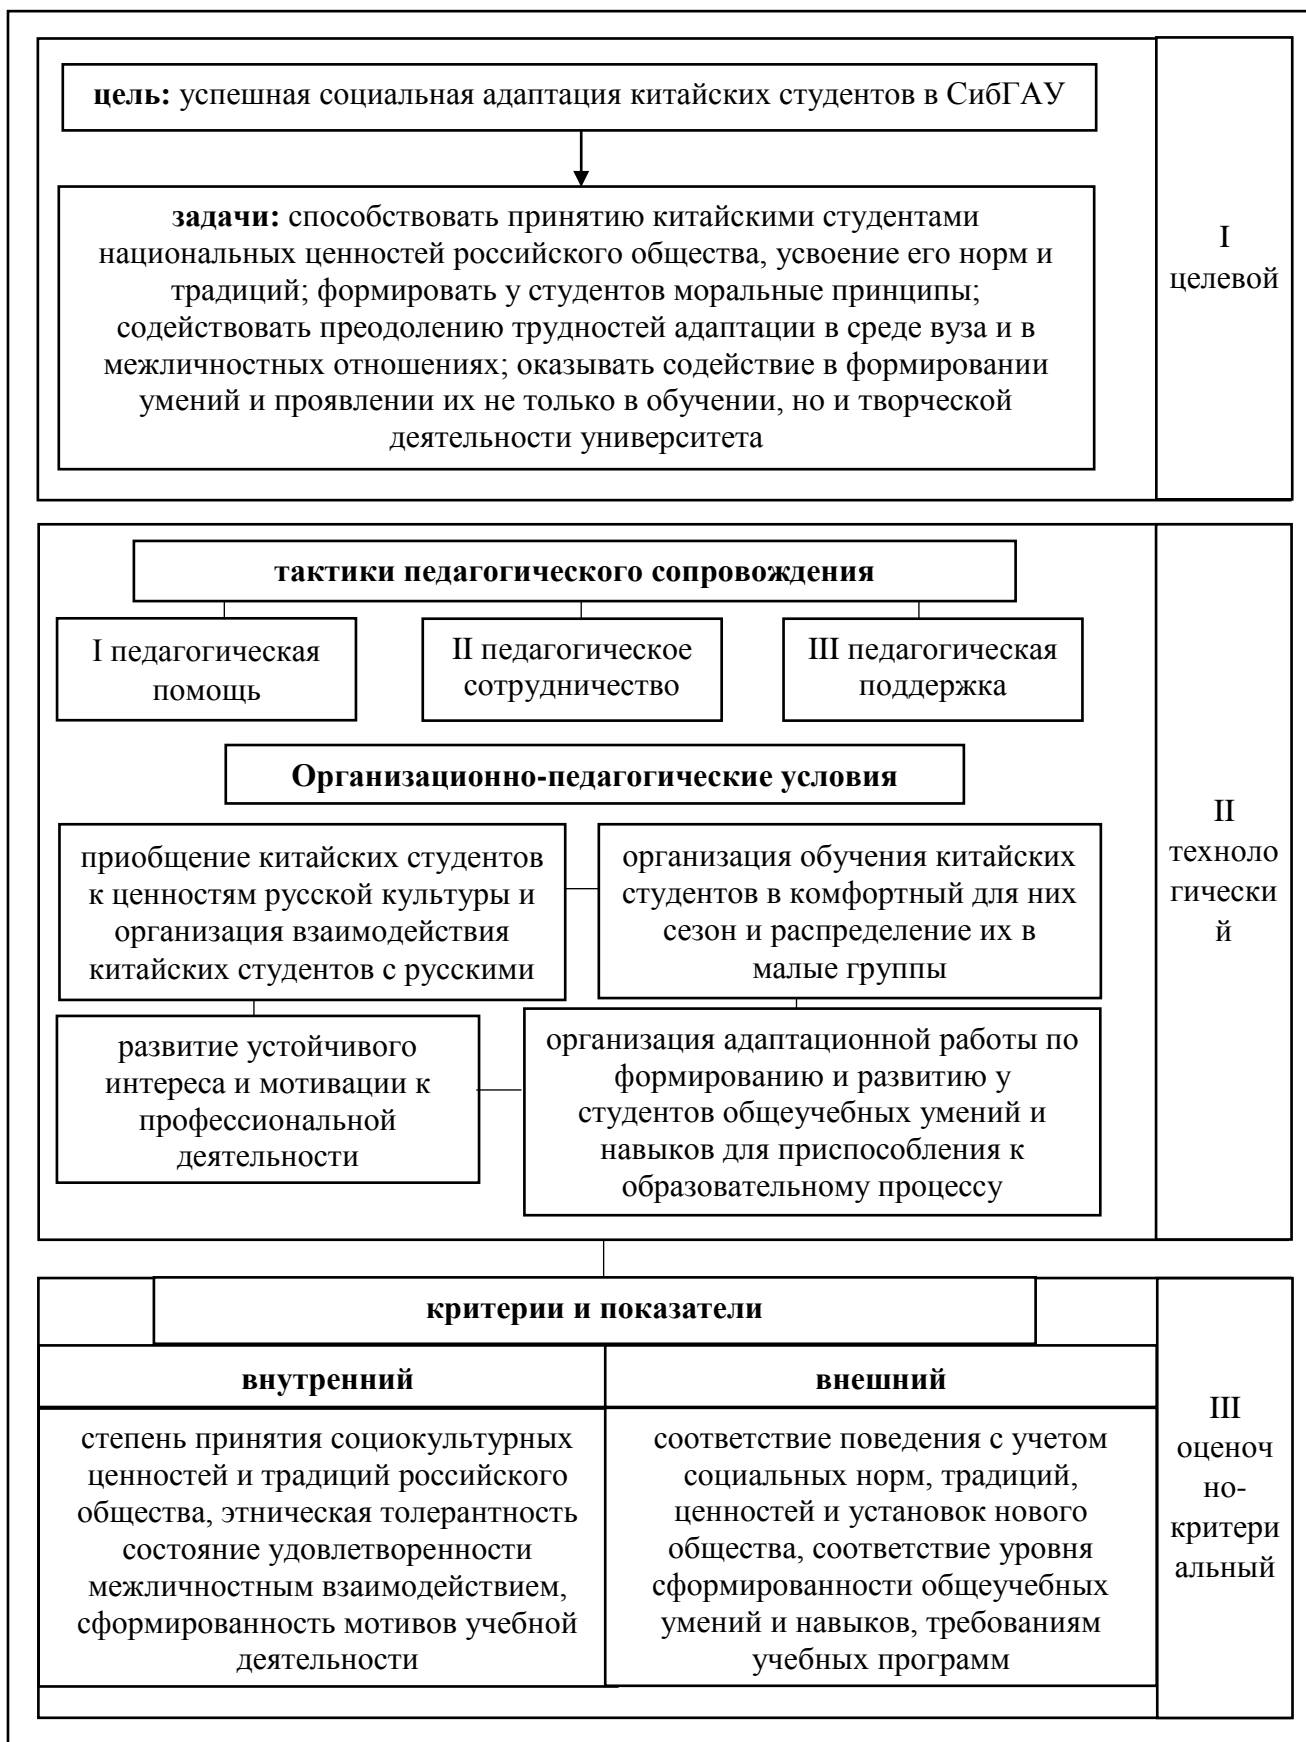 цель: успешная социальная адаптация китайских студентов в СибГАУ
задачи: способствовать принятию китайскими студентами
национальных ценностей российского общества, усвоение его норм и
традиций; формировать у студентов моральные принципы;
содействовать преодолению трудностей адаптации в среде вуза и в
межличностных отношениях; оказывать содействие в формировании
умений и проявлении их не только в обучении, но и творческой
деятельности университета
I
целевой
тактики педагогического сопровождения
I педагогическая
помощь
II педагогическое
сотрудничество
III педагогическая
поддержка
Организационно-педагогические условия
приобщение китайских студентов
к ценностям русской культуры и
организация взаимодействия
китайских студентов с русскими
организация обучения китайских
студентов в комфортный для них
сезон и распределение их в
малые группы
развитие устойчивого
интереса и мотивации к
профессиональной
деятельности
организация адаптационной работы по
формированию и развитию у
студентов общеучебных умений и
навыков для приспособления к
образовательному процессу
II
техноло
гически
й
критерии и показатели
внутренний
внешний
степень принятия социокультурных
ценностей и традиций российского
общества, этническая толерантность
состояние удовлетворенности
межличностным взаимодействием,
сформированность мотивов учебной
деятельности
соответствие поведения с учетом
социальных норм, традиций,
ценностей и установок нового
общества, соответствие уровня
сформированности общеучебных
умений и навыков, требованиям
учебных программ
III
оценоч
но-
критери
альный